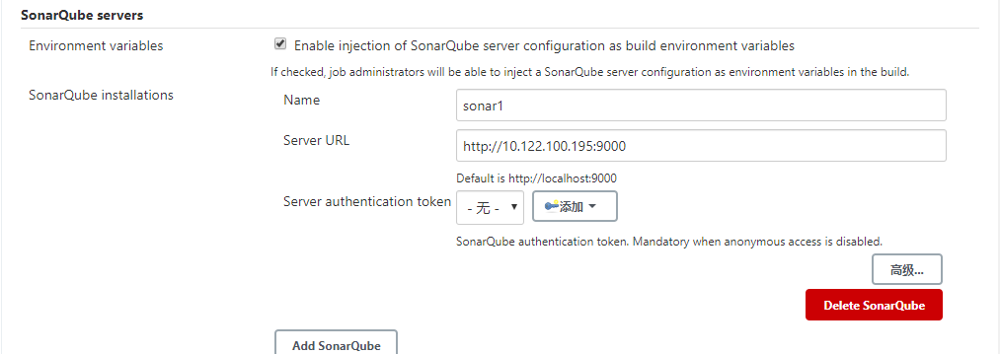 SonarQube servers
Environment variables
Enable injection of SonarQube server configuration as build environment variables
If checked, job administrators will be able to inject a SonarQube server configuration as environment variables in the build.
SonarQube installations
Name
sonar1
Server URL
http://10.122.100.195:9000
Default is http://localhost:9000
Server authentication token
- 无 -
添加
SonarQube authentication token. Mandatory when anonymous access is disabled.
高级...
Delete SonarQube
Add SonarQube